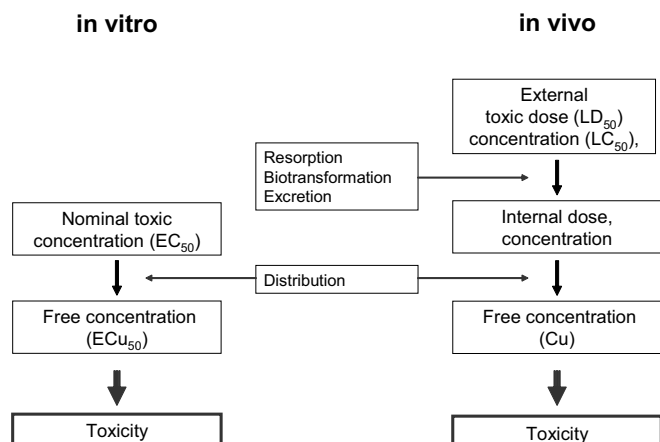 in vitro
in vivo
External
toxic dose (LD50)
concentration (LC50),
Resorption
Biotransformation
Excretion
Nominal toxic
concentration (EC50)
Internal dose,
concentration
Distribution
Free concentration
(ECu50)
Free concentration
(Cu)
Toxicity
Toxicity